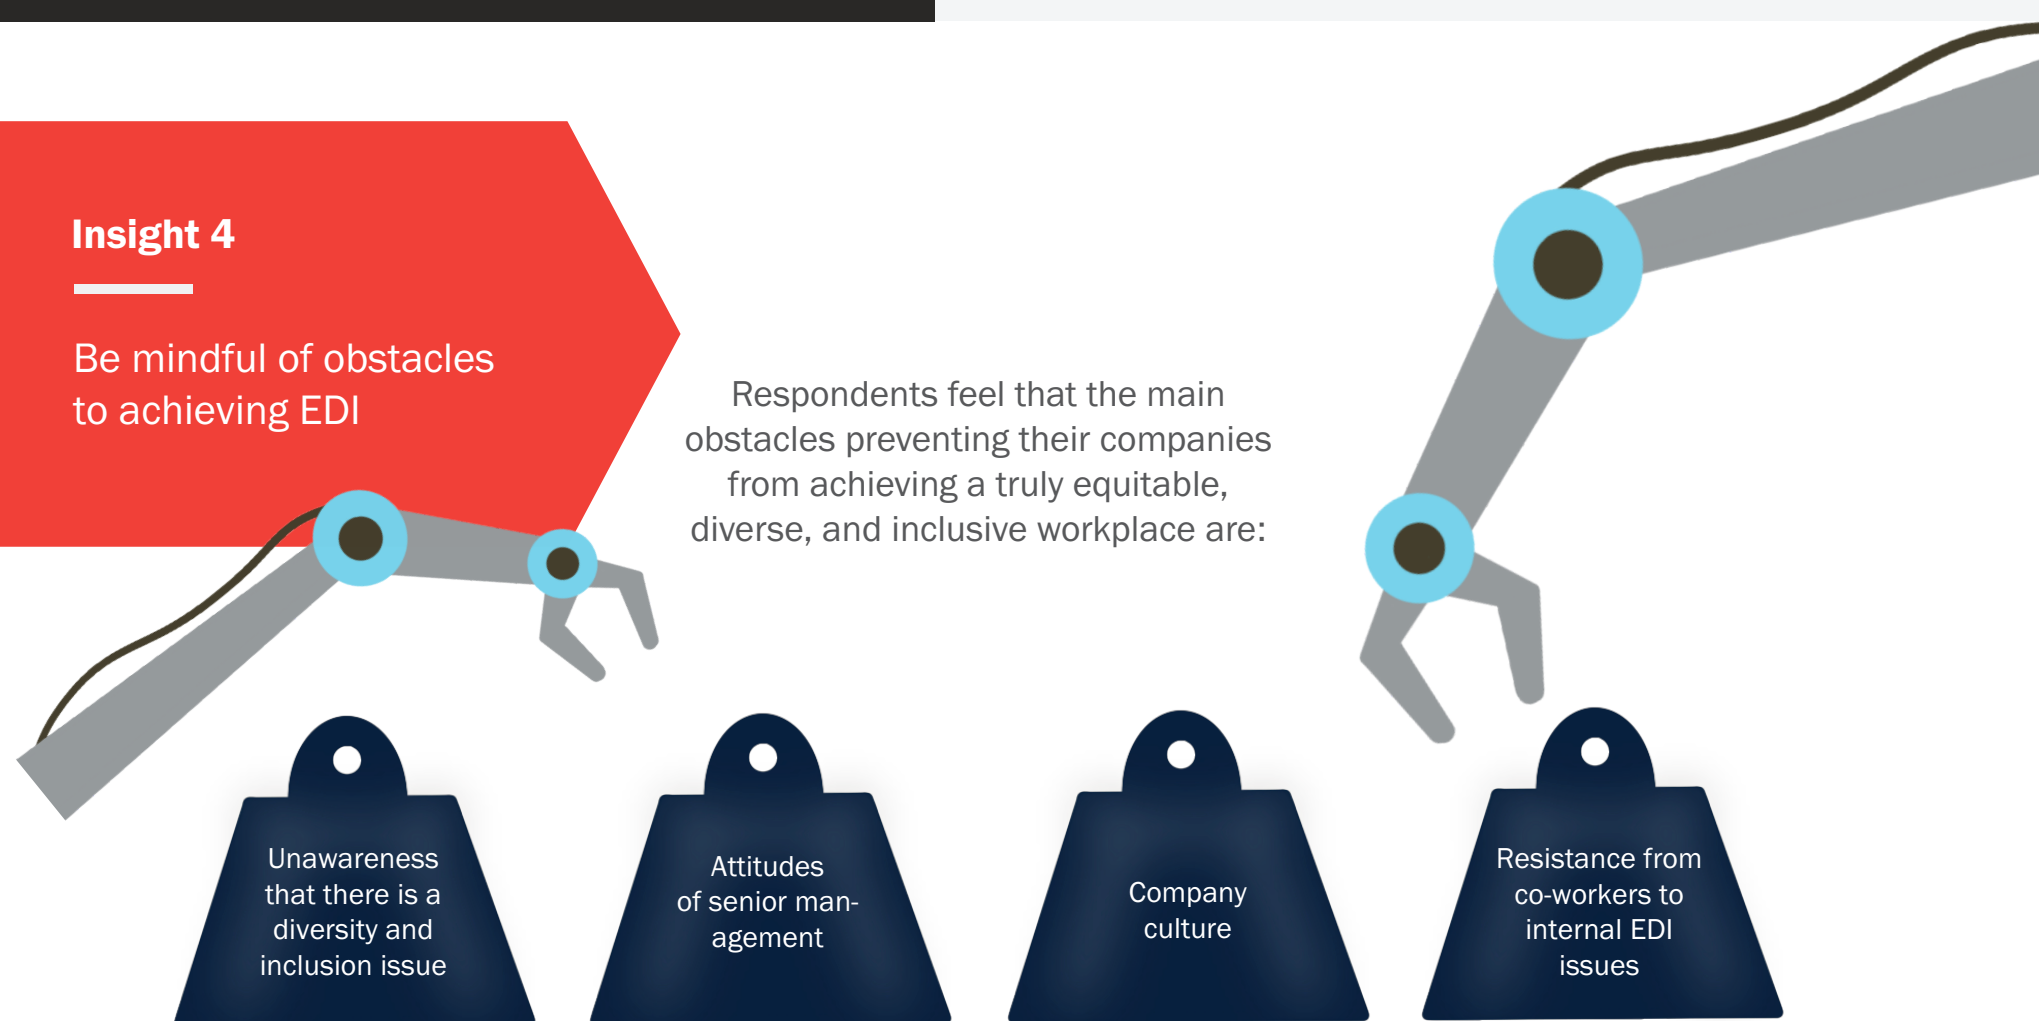 Insight 4
Be mindful of obstacles
to achieving EDI
Respondents feel that the main
obstacles preventing their companies
from achieving a truly equitable,
diverse, and inclusive workplace are:
Unawareness
that there is a
diversity and
inclusion issue
Attitudes
of senior man-
agement
Company
culture
Resistance from
co-workers to
internal EDI
issues